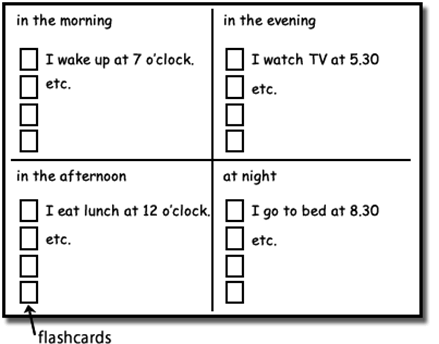 in the morning
I wake up at 7 o'clock.
etc.
in the evening
I watch TV at 5.30
etc.
in the afternoon
I eat lunch at 12 o'clock.
etc.
at night
I go to bed at 8.30
etc.
flashcards